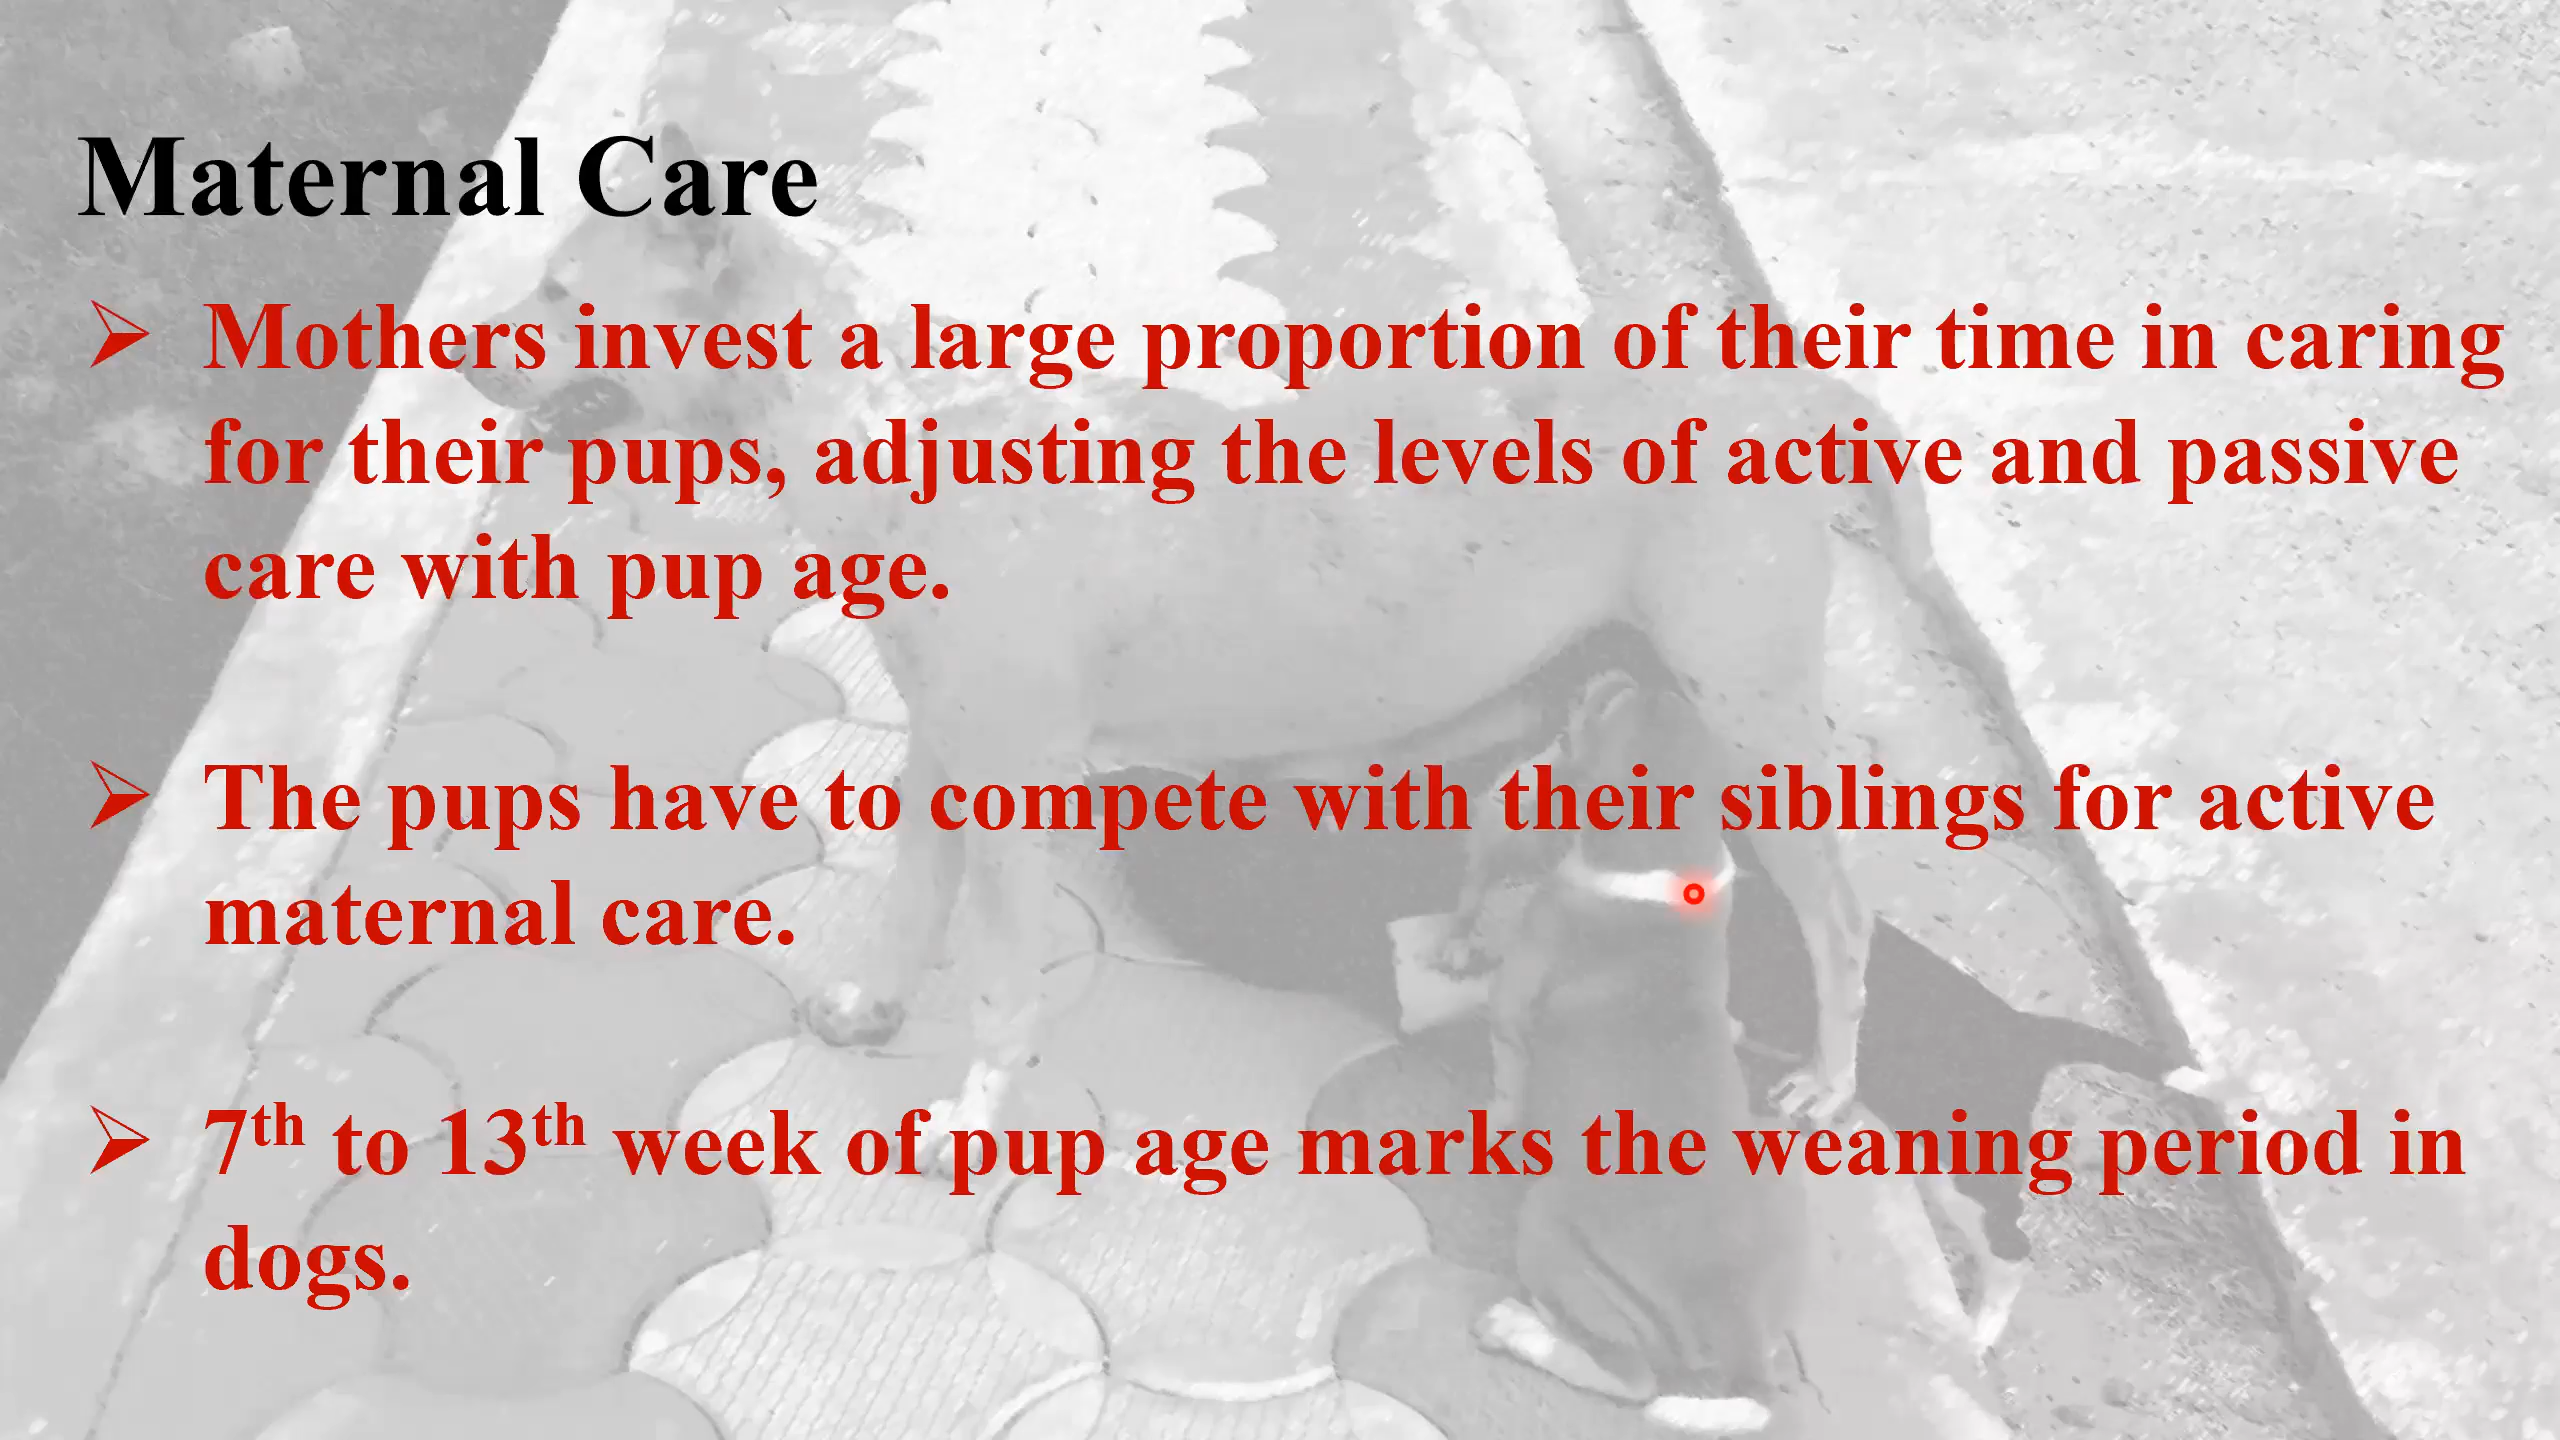 Maternal Care
➢ Mothers invest a large proportion of their time in caring
for their pups, adjusting the levels of active and passive
care with pup age.
➢ The pups have to compete with their siblings for active
maternal care.
➢ 7th to 13th week of pup age marks the weaning period in
dogs.